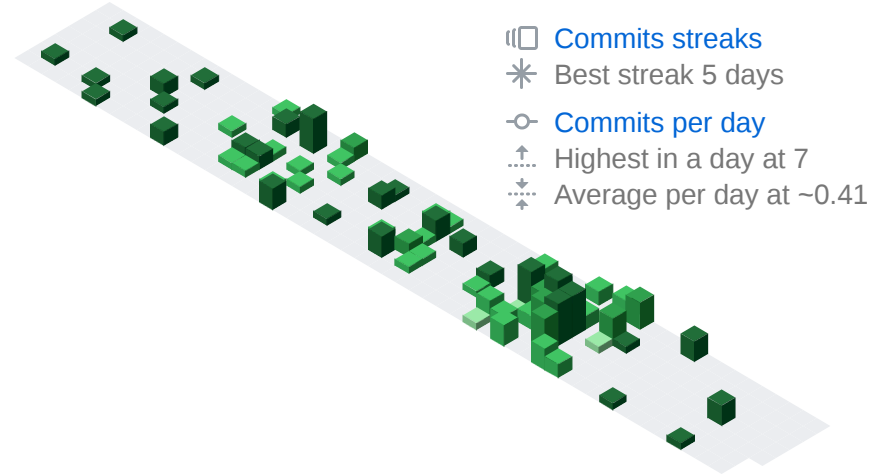 Commits streaks
Best streak 5 days
Commits per day
Highest in a day at 7
Average per day at ~0.41